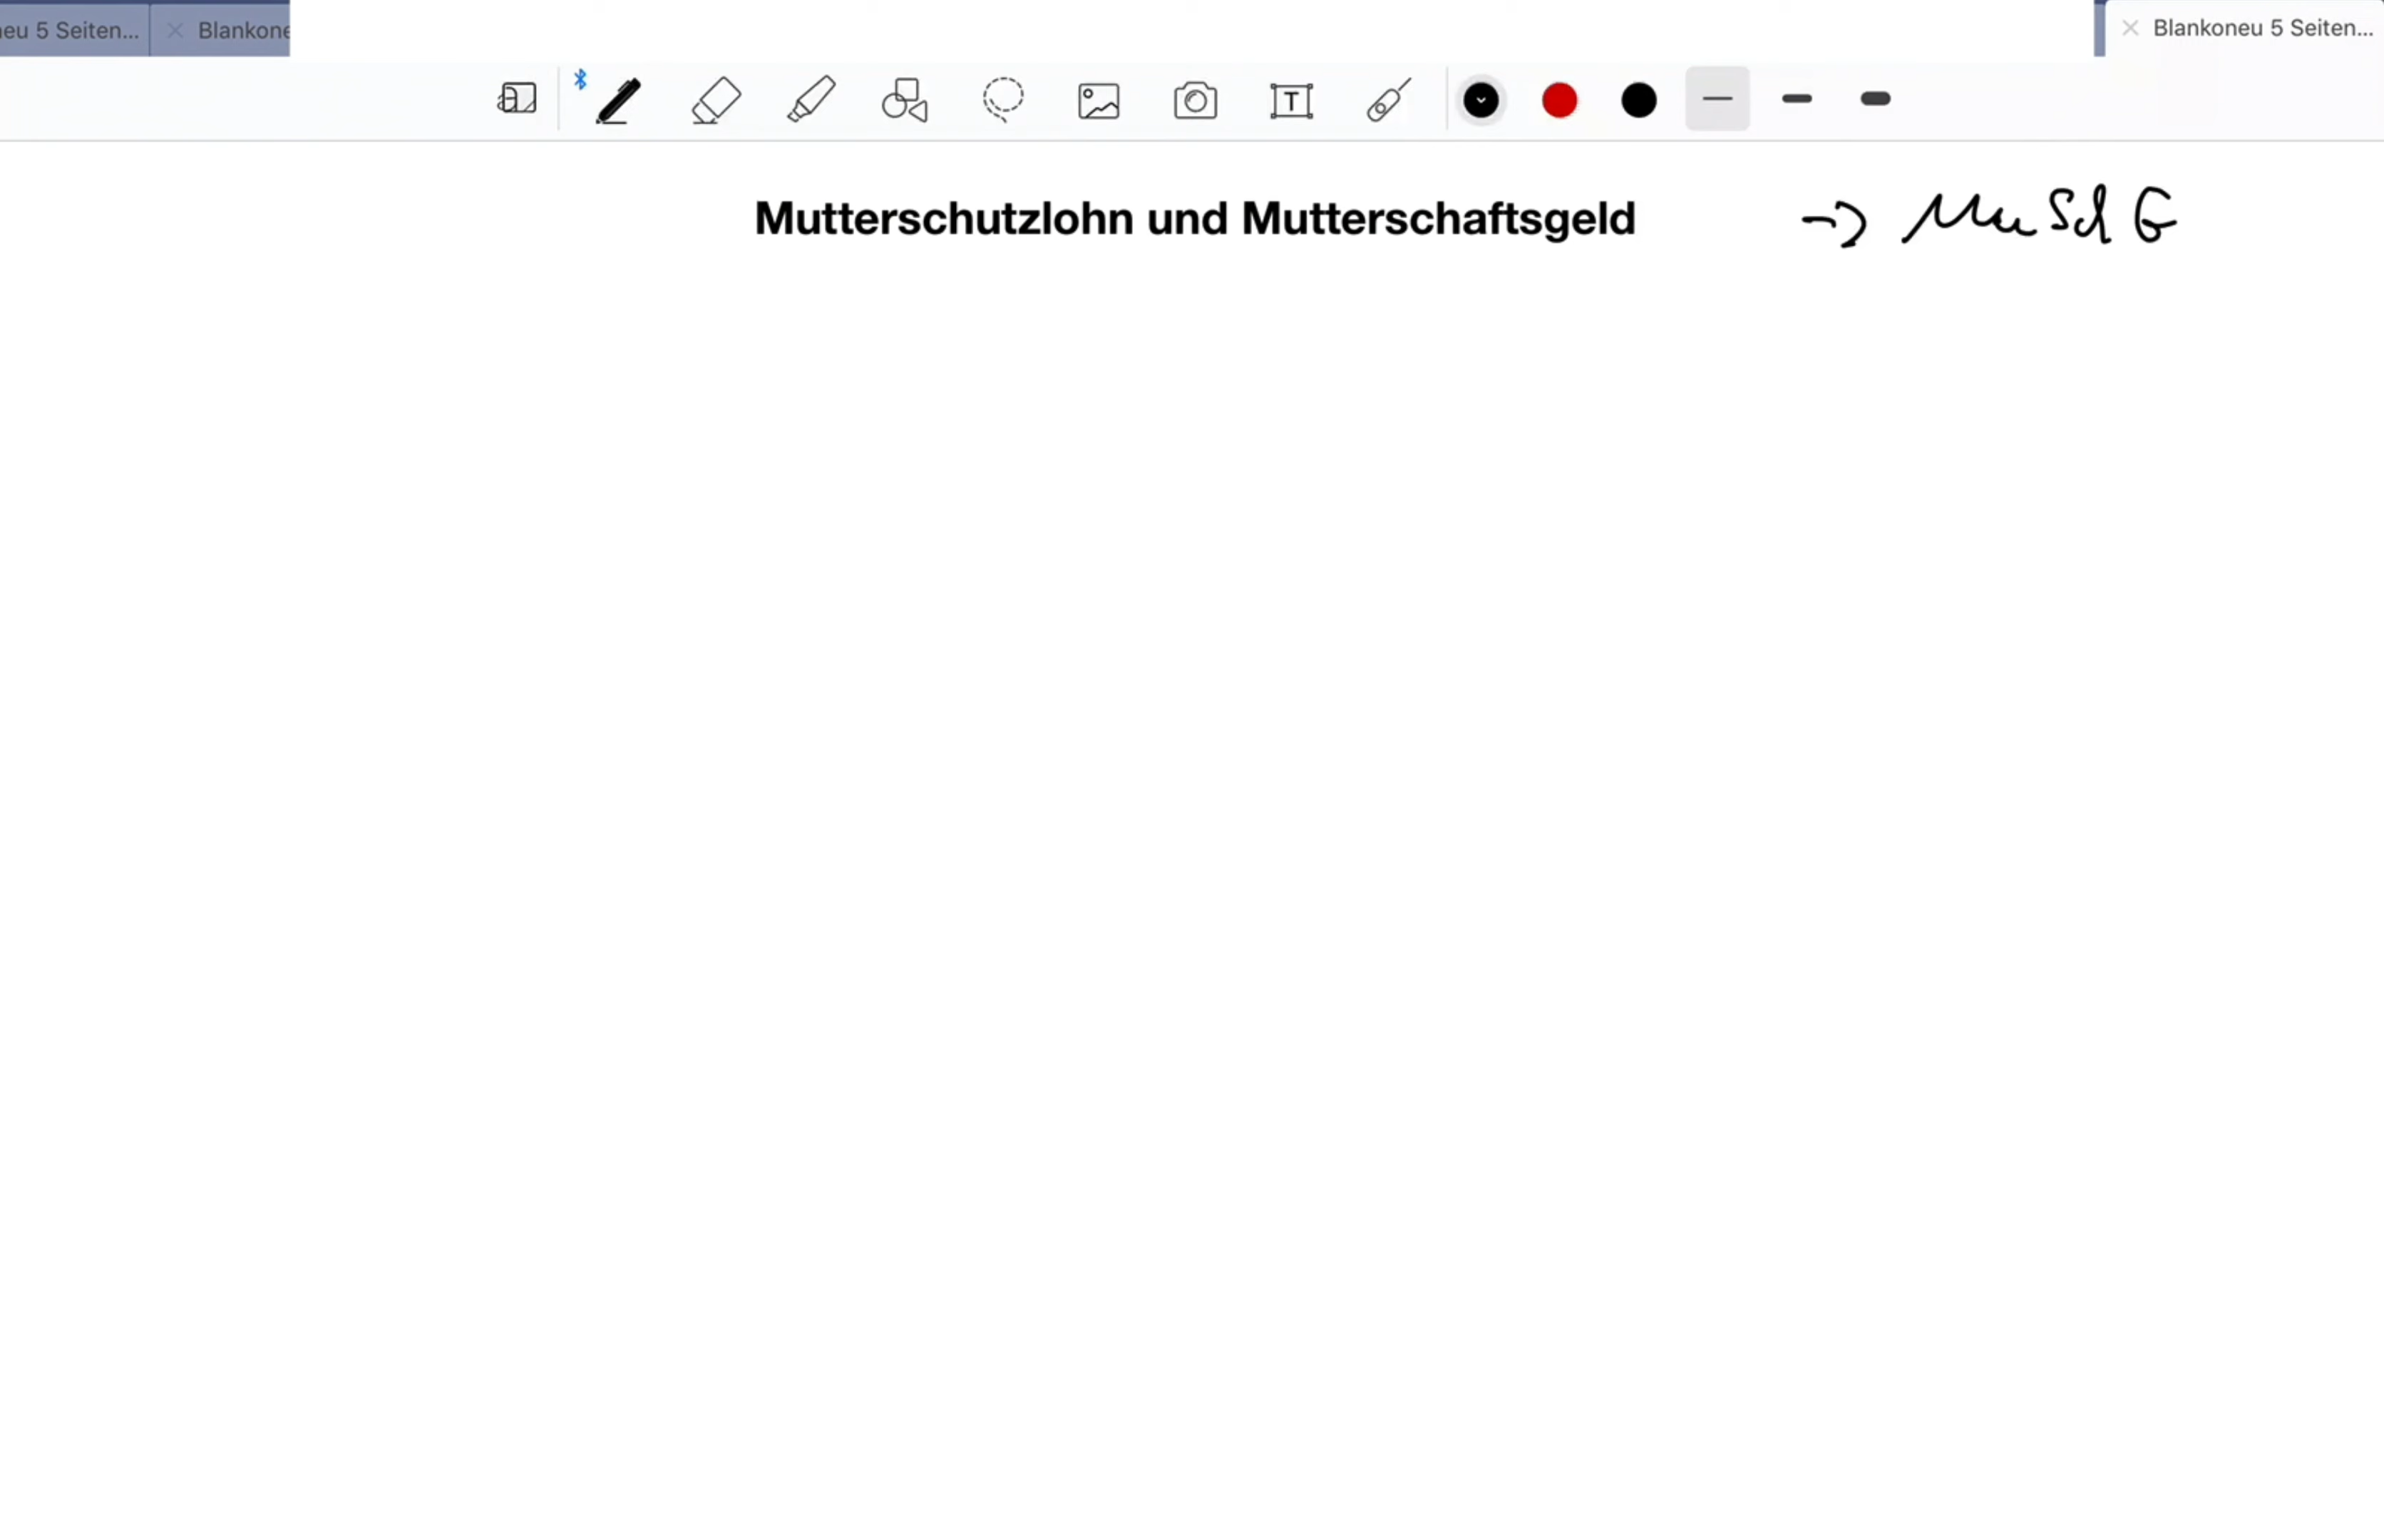 eu 5 Seiten...
Blankone
Blankoneu 5 Seiten...
Mutterschutzlohn und Mutterschaftsgeld → MuSchG